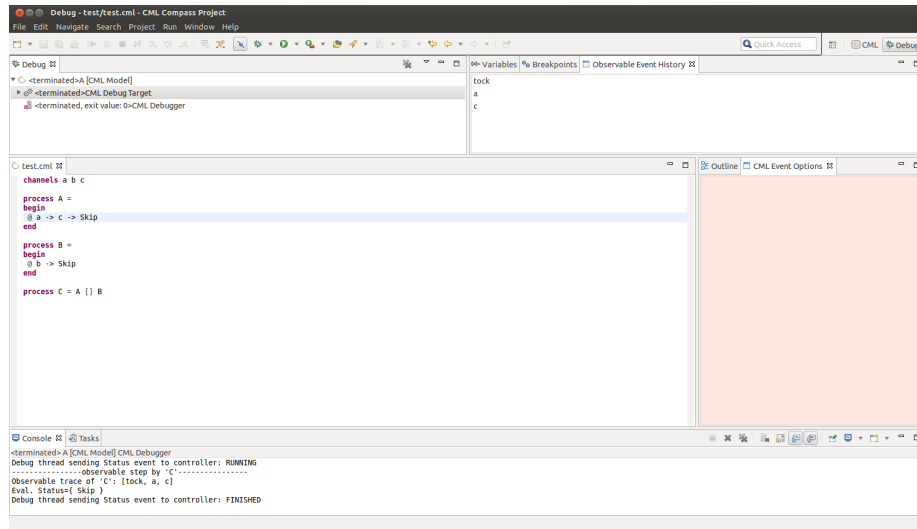 Debug - test/test.cml - CML Compass Project
File Edit Navigate Search Project Run Window Help
Quick Access
CML
Debug
Debug
Variables Breakpoints Observable Event History
<terminated>A [CML Model]
<terminated>CML Debug Target
<terminated, exit value: 0>CML Debugger
tock
a
c
test.cml
Outline CML Event Options
channels a b c
process A =
begin
@ a -> c -> Skip
end
process B =
begin
@ b -> Skip
end
process C = A [] B
Console Tasks
<terminated> A [CML Model] CML Debugger
Debug thread sending Status event to controller: RUNNING
----------------observable step by 'C'----------------
Observable trace of 'C': [tock, a, c]
Eval. Status={ Skip }
Debug thread sending Status event to controller: FINISHED